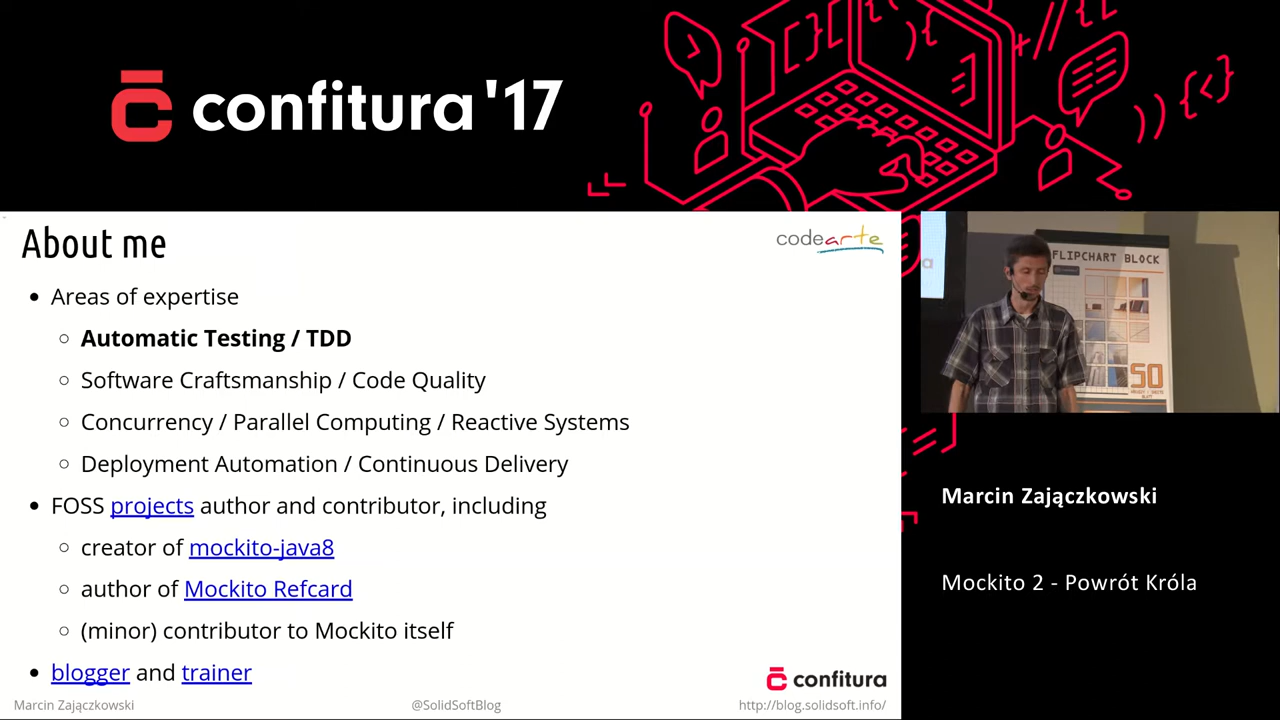 confitura '17
About me
codearte
Areas of expertise
Automatic Testing / TDD
Software Craftsmanship / Code Quality
Concurrency / Parallel Computing / Reactive Systems
Deployment Automation / Continuous Delivery
FOSS projects author and contributor, including
creator of mockito-java8
author of Mockito Refcard
(minor) contributor to Mockito itself
blogger and trainer
confitura
Marcin Zajączkowski
@SolidSoftBlog
http://blog.solidsoft.info/
FLIPCHART BLOCK
50
Marcin Zajączkowski
Mockito 2 - Powrót Króla